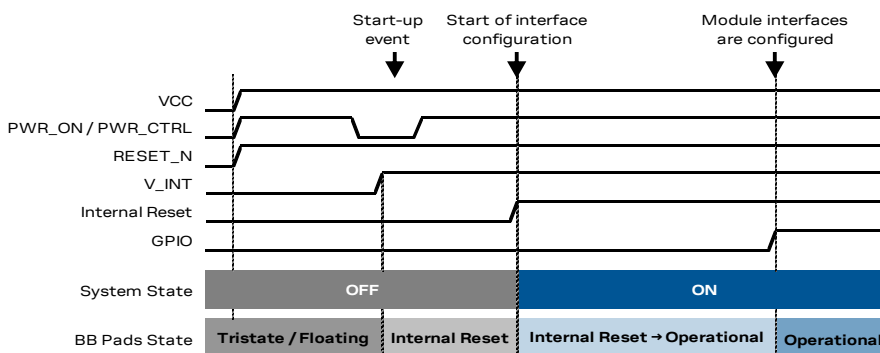 Start-up
event
Start of interface
configuration
Module interfaces
are configured
VCC
PWR_ON / PWR_CTRL
RESET_N
V_INT
Internal Reset
GPIO
System State
OFF
ON
BB Pads State
Tristate / Floating
Internal Reset
Internal Reset → Operational
Operational